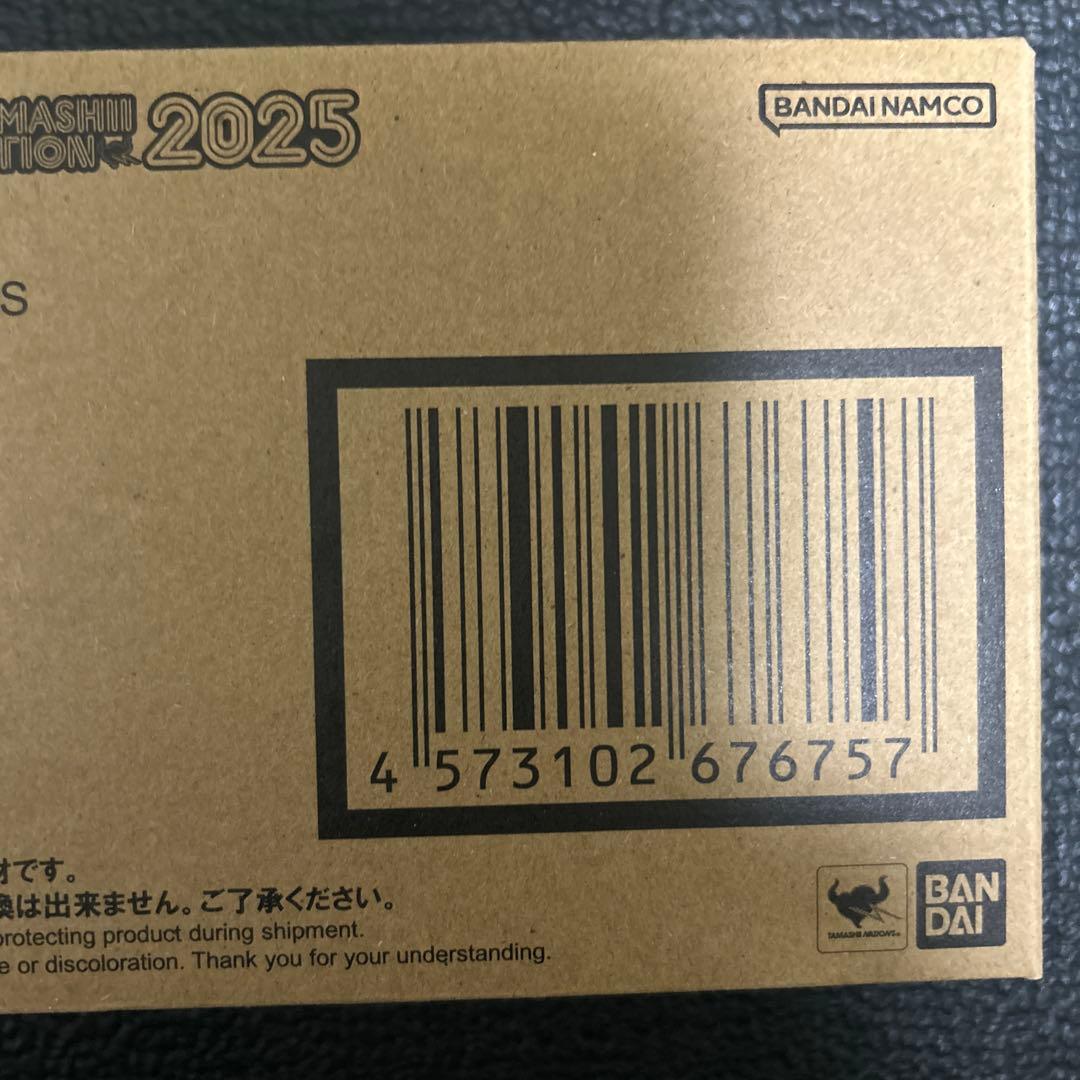 MASHII
TION 2025
BANDAI NAMCO
S
4 573102 676757
です。
換は出来ません。ご了承ください。
protecting product during shipment.
e or discoloration. Thank you for your understanding.
TAMASHII NATIONS
BAN
DAI